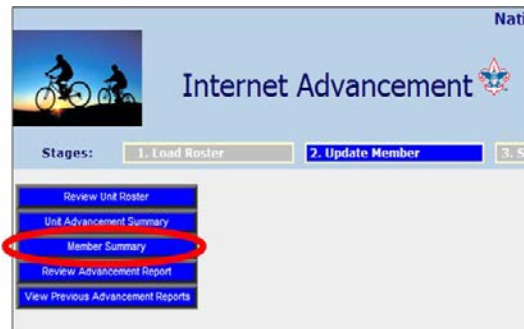 Nati
Internet Advancement
Stages: 1. Load Roster 2. Update Member 3. S
Review Unit Roster
Unit Advancement Summary
Member Summary
Review Advancement Report
View Previous Advancement Reports